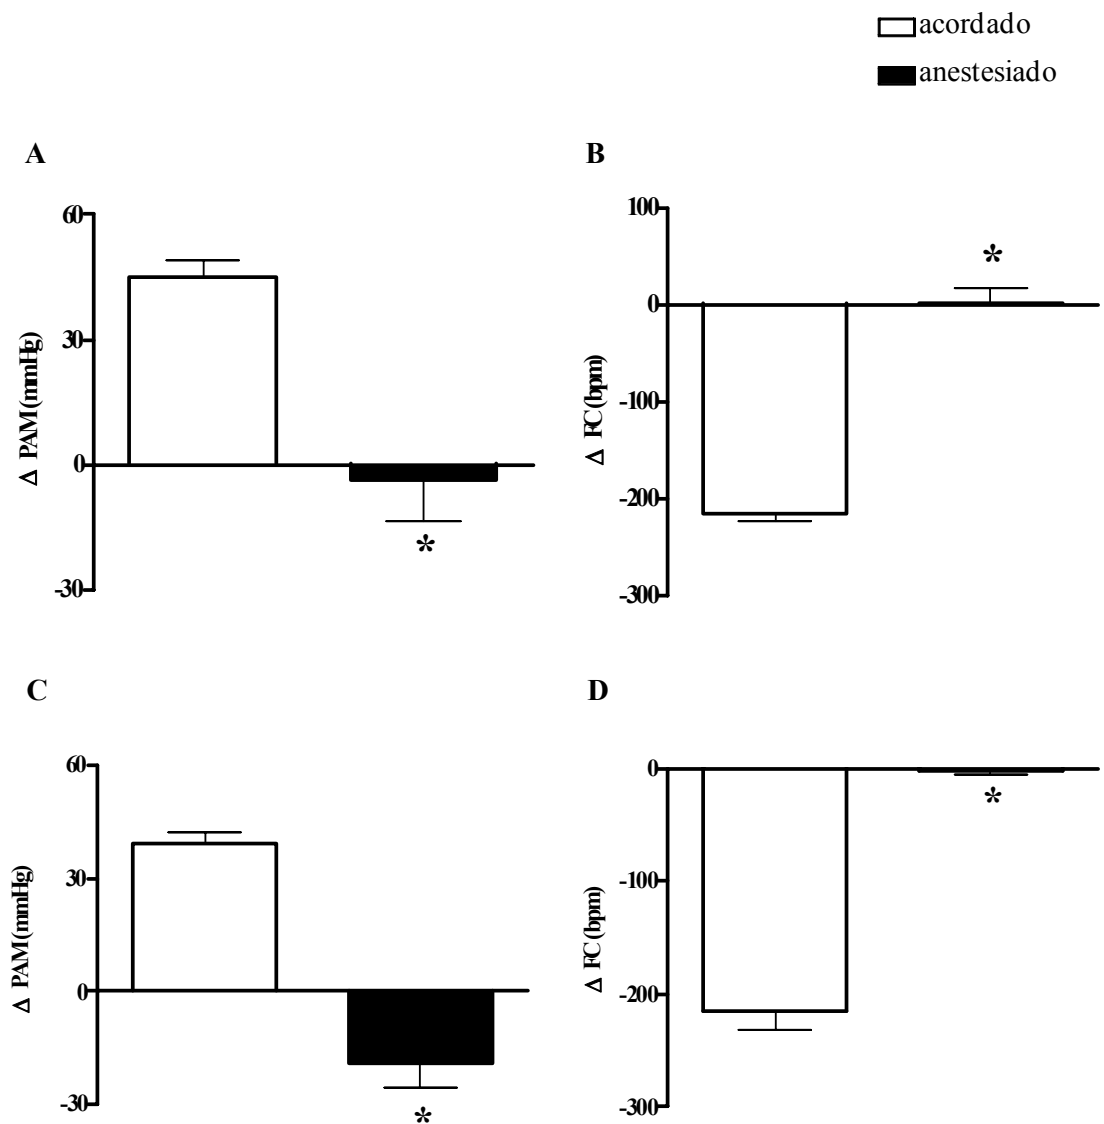 acordado
anestesiado
A
B
60
30
0
-30
Δ PAM (mmHg)
*
100
0
-100
-200
-300
Δ FC (bpm)
*
C
D
60
30
0
-30
Δ PAM (mmHg)
*
0
-100
-200
-300
Δ FC (bpm)
*